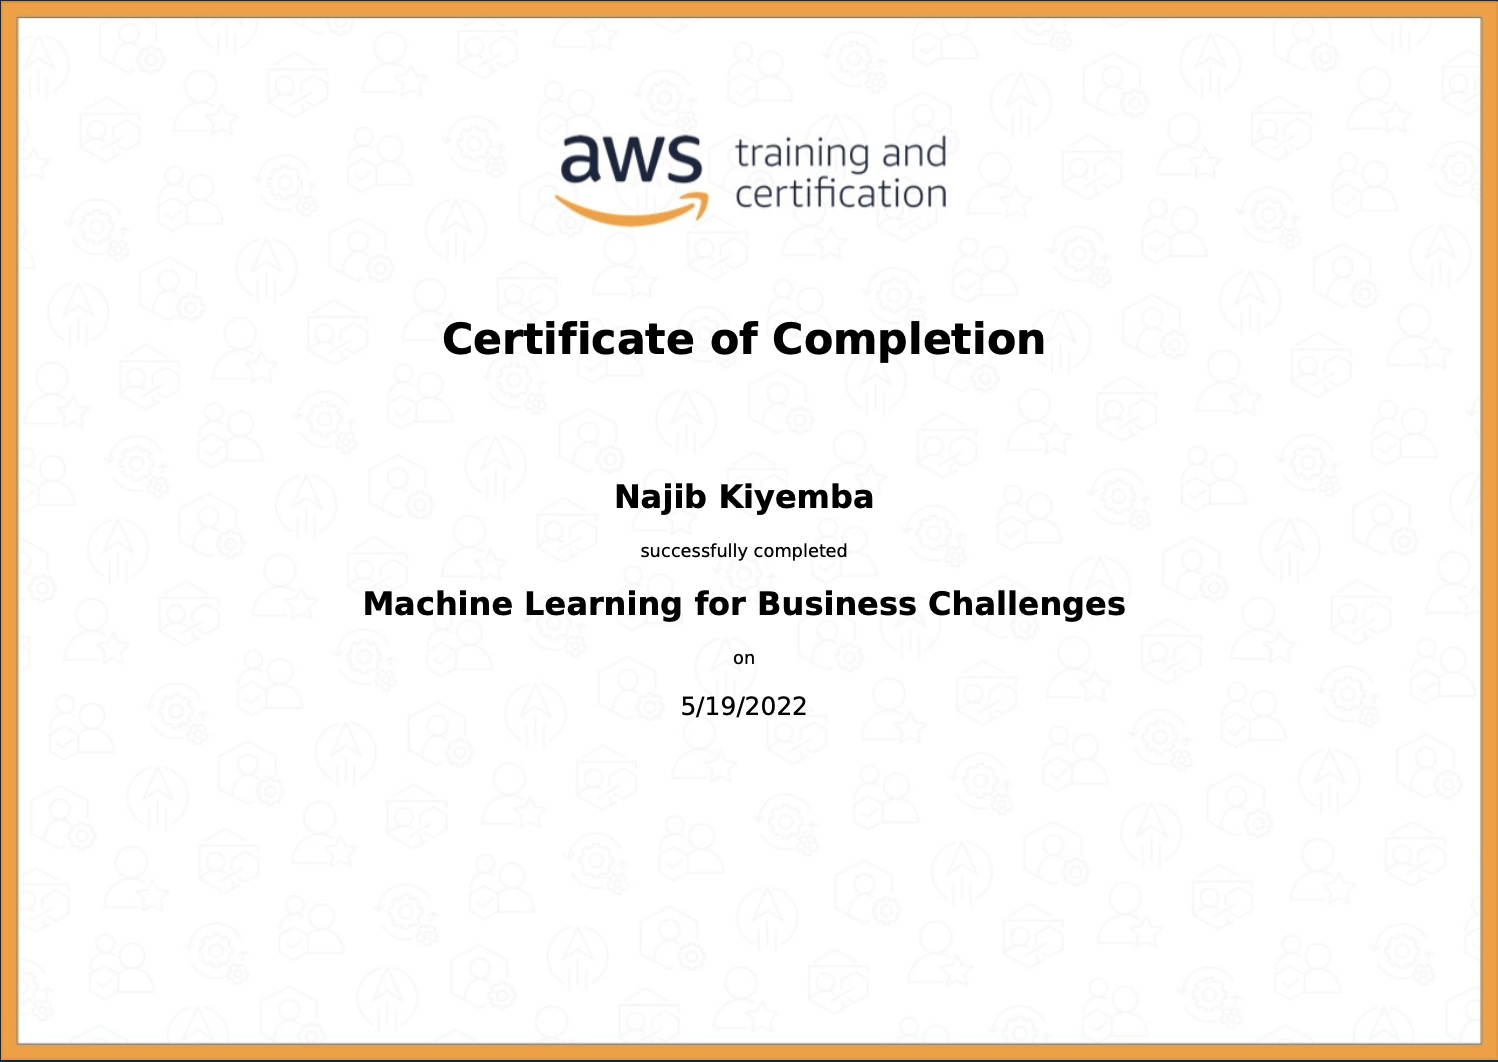 aws training and
certification
Certificate of Completion
Najib Kiyemba
successfully completed
Machine Learning for Business Challenges
on
5/19/2022